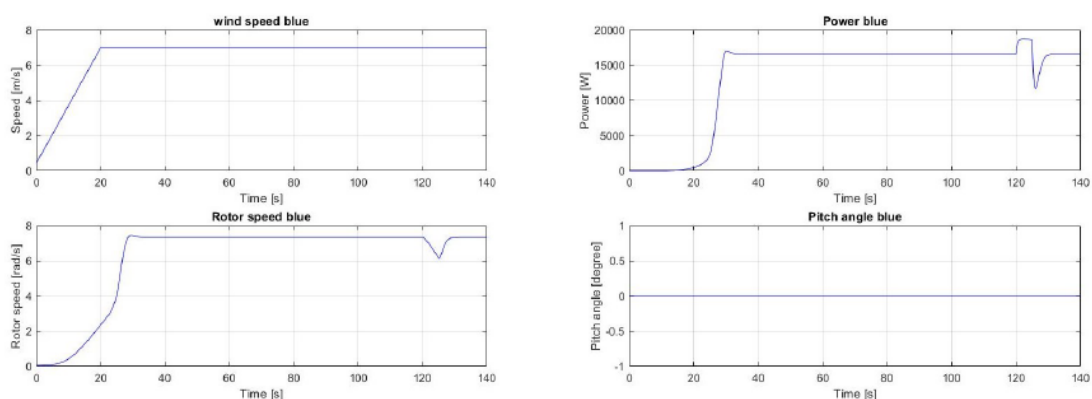 wind speed blue
Speed [m/s]
8
6
4
2
0
0 20 40 60 80 100 120 140
Time [s]
Power blue
Power [W]
20000
15000
10000
5000
0
0 20 40 60 80 100 120 140
Time [s]
Rotor speed blue
Rotor speed [rad/s]
8
6
4
2
0
0 20 40 60 80 100 120 140
Time [s]
Pitch angle blue
Pitch angle [degree]
1
0.5
0
-0.5
-1
0 20 40 60 80 100 120 140
Time [s]